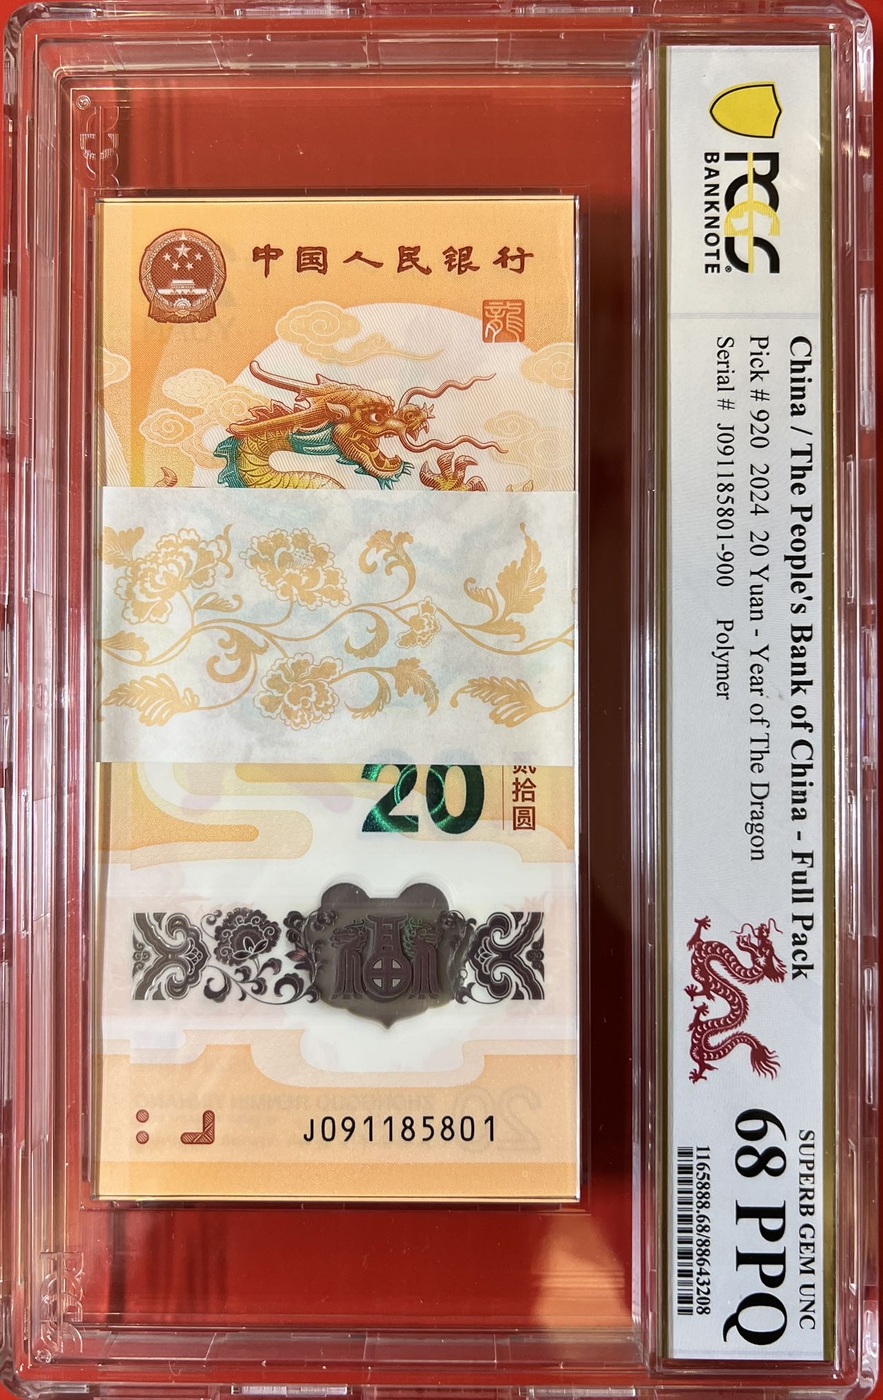 中国人民银行
龍
20
贰拾圆
J091185801
PCGS®
BANKNOTE
China / The People's Bank of China - Full Pack
Pick # 920 2024 20 Yuan - Year of The Dragon
Serial # J091185801-900 Polymer
SUPERB GEM UNC
68 PPQ
1165888.68/88643208